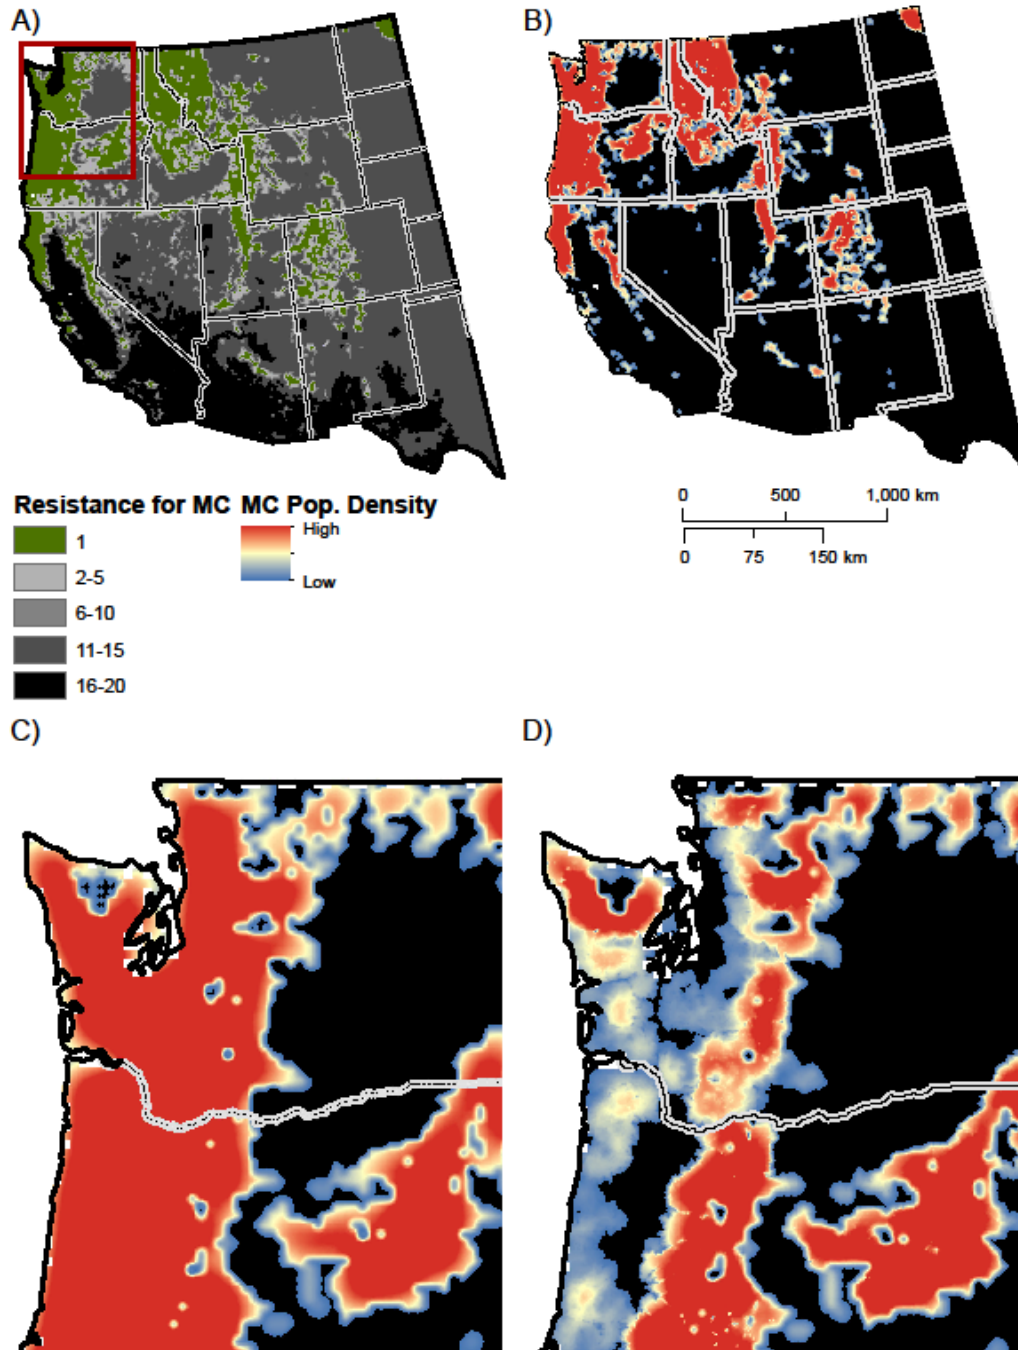 A)
B)
Resistance for MC
1
2-5
6-10
11-15
16-20
MC Pop. Density
High
Low
0 500 1,000 km
0 75 150 km
C)
D)